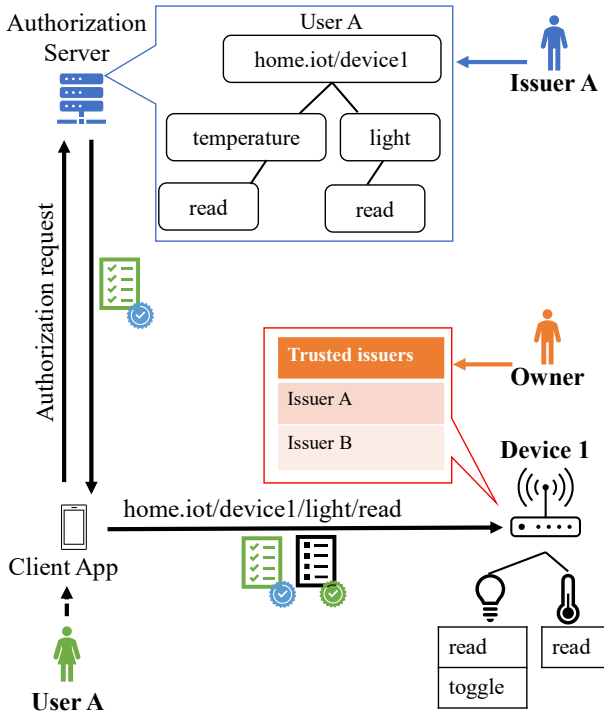 Authorization
Server
User A
home.iot/device1
temperature
light
read
read
Issuer A
Authorization request
Trusted issuers
Issuer A
Issuer B
Owner
Device 1
home.iot/device1/light/read
Client App
User A
read
toggle
read